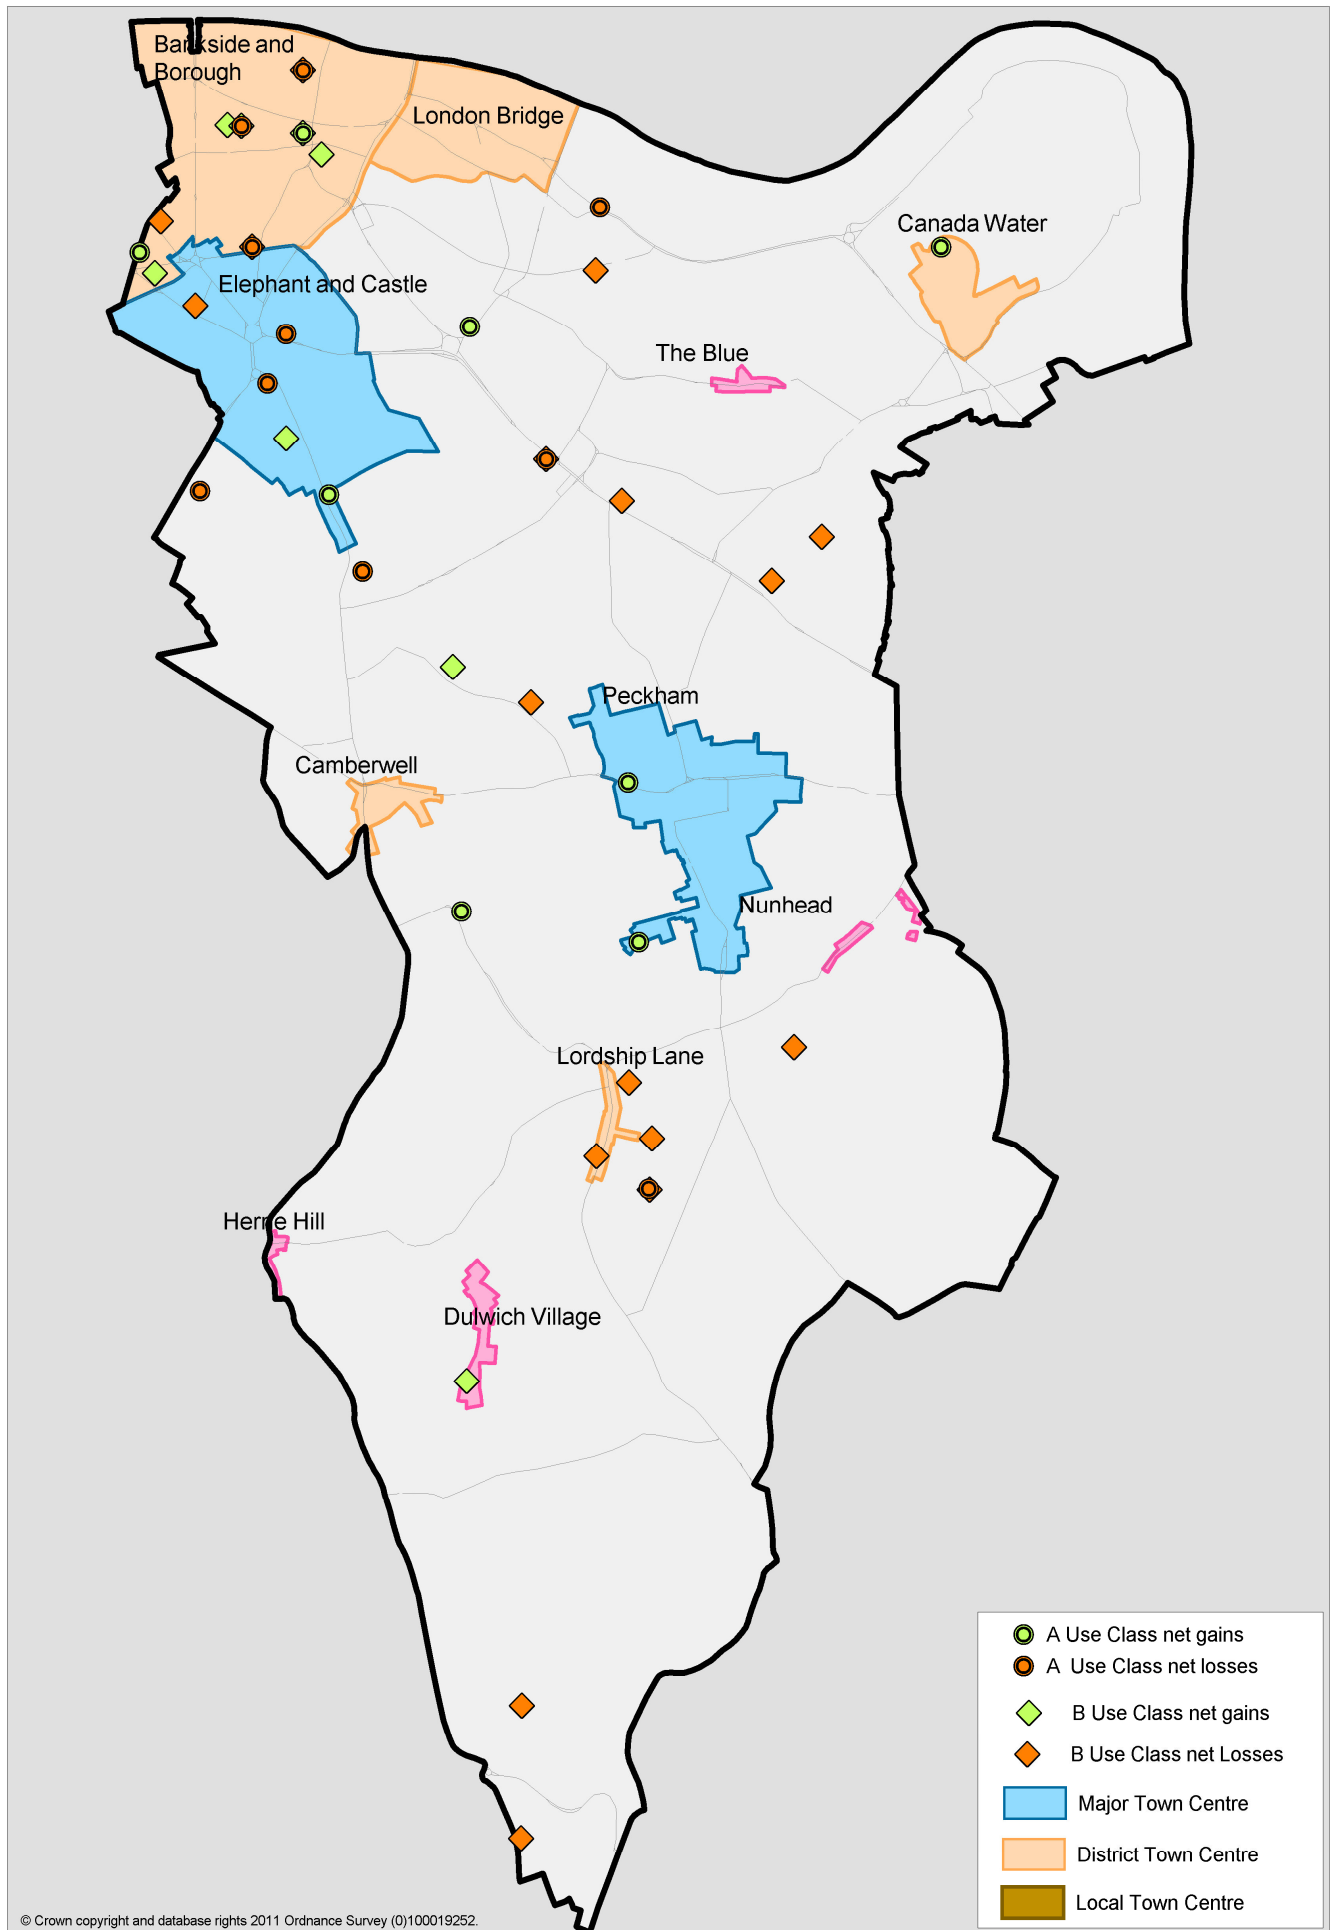 Bankside and
Borough
London Bridge
Canada Water
Elephant and Castle
The Blue
Peckham
Camberwell
Nunhead
Lordship Lane
Herne Hill
Dulwich Village
A Use Class net gains
A Use Class net losses
B Use Class net gains
B Use Class net Losses
Major Town Centre
District Town Centre
Local Town Centre
© Crown copyright and database rights 2011 Ordnance Survey (0)100019252.